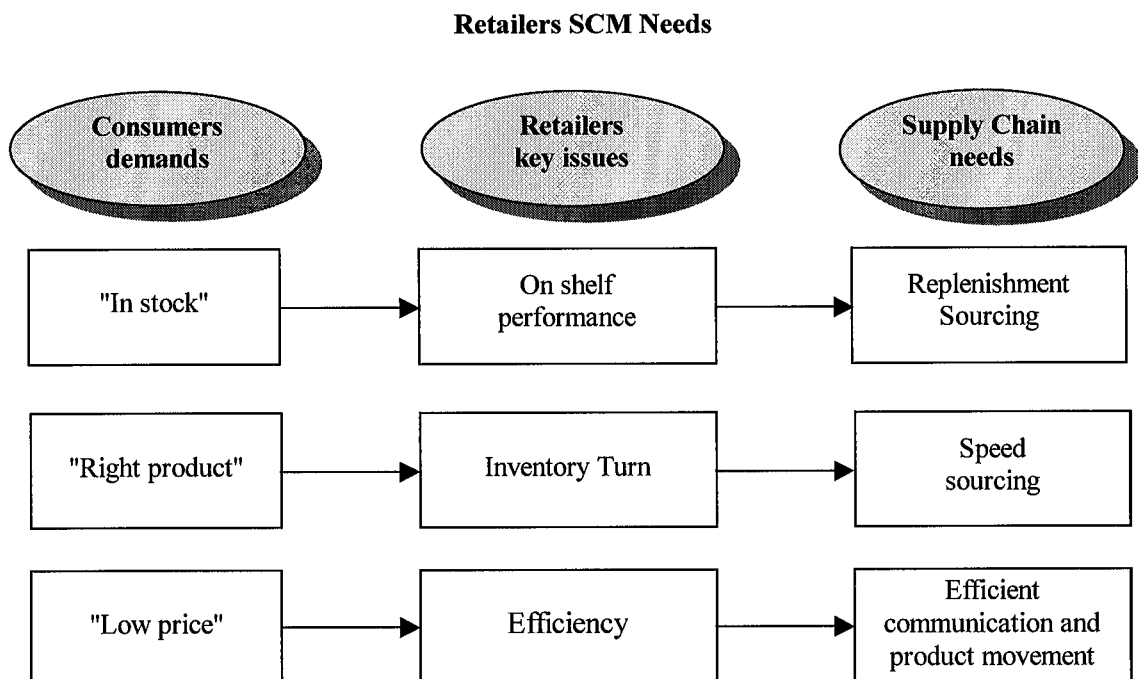 Retailers SCM Needs
Consumers
demands
Retailers
key issues
Supply Chain
needs
"In stock"
On shelf
performance
Replenishment
Sourcing
"Right product"
Inventory Turn
Speed
sourcing
"Low price"
Efficiency
Efficient
communication and
product movement